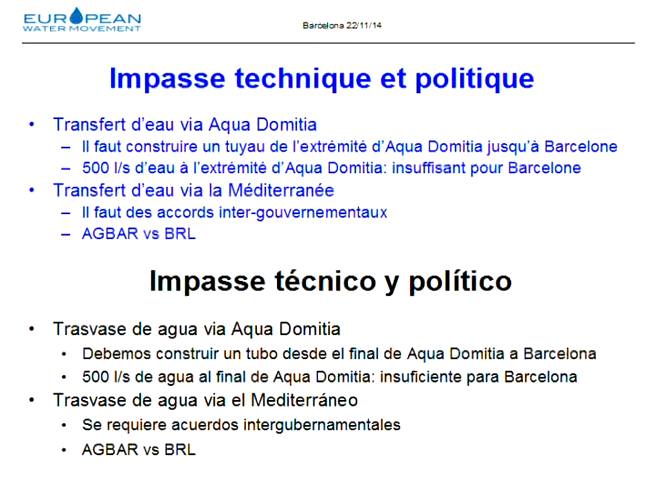 EUROPEAN
WATER MOVEMENT
Barcelona 22/11/14
Impasse technique et politique
• Transfert d'eau via Aqua Domitia
– Il faut construire un tuyau de l'extrémité d'Aqua Domitia jusqu'à Barcelone
– 500 l/s d'eau à l'extrémité d'Aqua Domitia: insuffisant pour Barcelone
• Transfert d'eau via la Méditerranée
– Il faut des accords inter-gouvernementaux
– AGBAR vs BRL
Impasse técnico y político
• Trasvase de agua via Aqua Domitia
• Debemos construir un tubo desde el final de Aqua Domitia a Barcelona
• 500 l/s de agua al final de Aqua Domitia: insuficiente para Barcelona
• Trasvase de agua via el Mediterráneo
• Se requiere acuerdos intergubernamentales
• AGBAR vs BRL